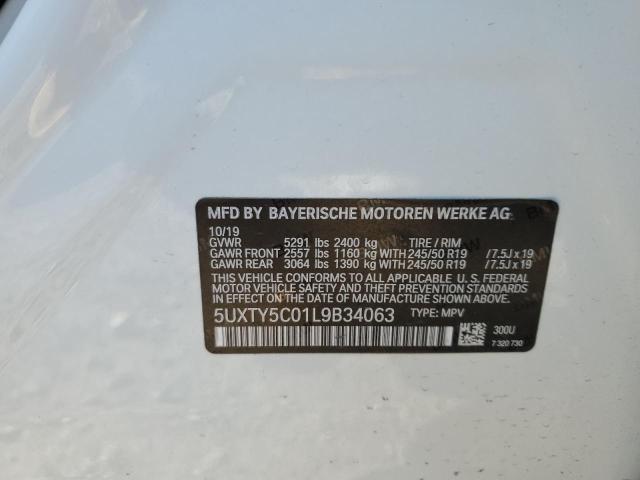 MFD BY BAYERISCHE MOTOREN WERKE AG
10/19
GVWR 5291 lbs 2400 kg TIRE / RIM
GAWR FRONT 2557 lbs 1160 kg WITH 245/50 R19 /7.5J x 19
GAWR REAR 3064 lbs 1390 kg WITH 245/50 R19 /7.5J x 19
THIS VEHICLE CONFORMS TO ALL APPLICABLE U. S. FEDERAL
MOTOR VEHICLE SAFETY, BUMPER, AND THEFT PREVENTION
STANDARDS IN EFFECT ON THE DATE OF MANUFACTURE SHOWN ABOVE.
5UXTY5C01L9B34063 TYPE: MPV
300U
7 320 730